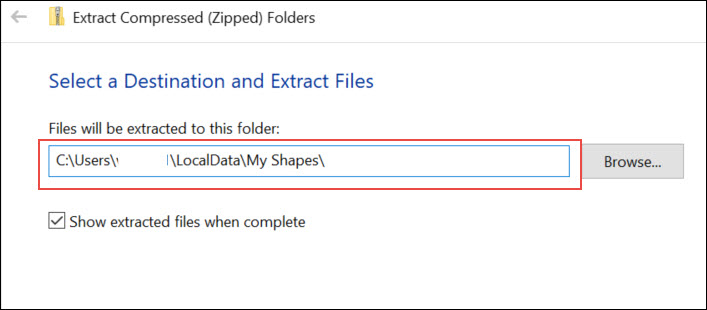 Extract Compressed (Zipped) Folders
Select a Destination and Extract Files
Files will be extracted to this folder:
C:\Users\ \LocalData\My Shapes\
Browse...
Show extracted files when complete